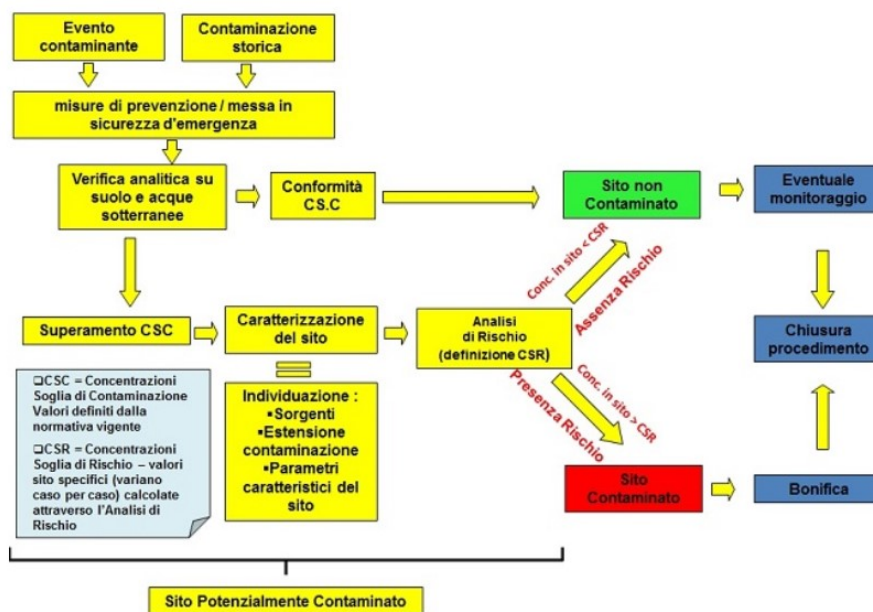 Evento
contaminante
Contaminazione
storica
misure di prevenzione / messa in
sicurezza d'emergenza
Verifica analitica su
suolo e acque
sotterranee
Conformità
CS.C
Sito non
Contaminato
Eventuale
monitoraggio
Conc. in sito < CSR
Assenza Rischio
Superamento CSC
Caratterizzazione
del sito
Analisi
di Rischio
(definizione CSR)
Chiusura
procedimento
❑CSC = Concentrazioni
Soglia di Contaminazione
Valori definiti dalla
normativa vigente
❑CSR = Concentrazioni
Soglia di Rischio – valori
sito specifici (variano
caso per caso) calcolate
attraverso l'Analisi di
Rischio
Individuazione :
▪Sorgenti
▪Estensione
contaminazione
▪Parametri
caratteristici del
sito
Conc. in sito > CSR
Presenza Rischio
Sito
Contaminato
Bonifica
Sito Potenzialmente Contaminato